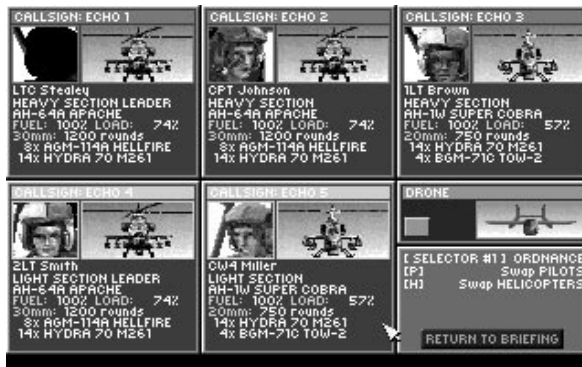 CALLSIGN: ECHO 1
LTC Stealey
HEAVY SECTION LEADER
AH-64A APACHE
FUEL: 100% LOAD: 74%
30mm: 1200 rounds
8x AGM-114A HELLFIRE
14x HYDRA 70 M261
CALLSIGN: ECHO 2
CPT Johnson
HEAVY SECTION
AH-64A APACHE
FUEL: 100% LOAD: 74%
30mm: 1200 rounds
8x AGM-114A HELLFIRE
14x HYDRA 70 M261
CALLSIGN: ECHO 3
1LT Brown
HEAVY SECTION
AH-1W SUPER COBRA
FUEL: 100% LOAD: 57%
20mm: 750 rounds
14x HYDRA 70 M261
4x BGM-71C TOW-2
CALLSIGN: ECHO 4
2LT Smith
LIGHT SECTION LEADER
AH-64A APACHE
FUEL: 100% LOAD: 74%
30mm: 1200 rounds
8x AGM-114A HELLFIRE
14x HYDRA 70 M261
CALLSIGN: ECHO 5
CW4 Miller
LIGHT SECTION
AH-1W SUPER COBRA
FUEL: 100% LOAD: 57%
20mm: 750 rounds
14x HYDRA 70 M261
4x BGM-71C TOW-2
DRONE
[SELECTOR #1] ORDNANCE
[P] Swap PILOTS
[H] Swap HELICOPTERS
RETURN TO BRIEFING